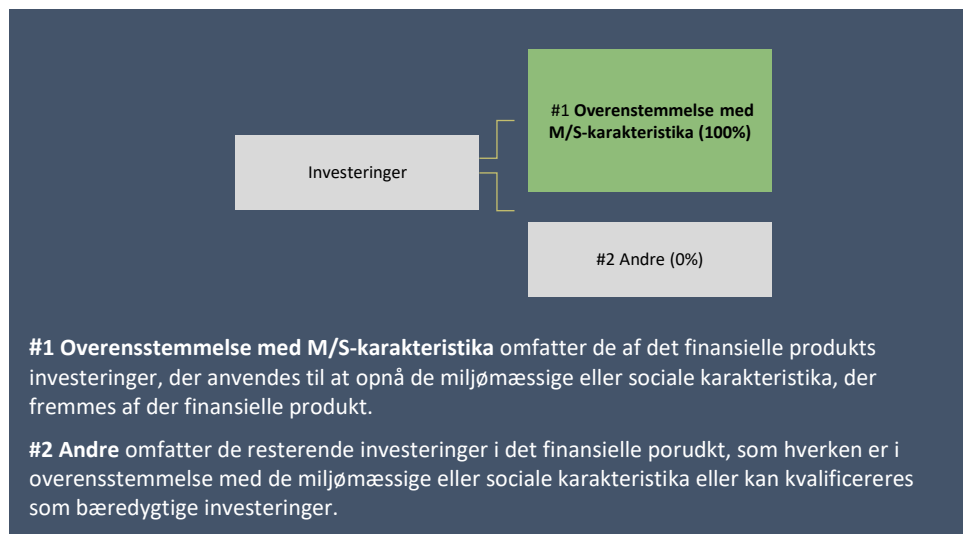 #1 Overenstemmelse med
M/S-karakteristika (100%)
Investeringer
#2 Andre (0%)
#1 Overensstemmelse med M/S-karakteristika omfatter de af det finansielle produkts
investeringer, der anvendes til at opnå de miljømæssige eller sociale karakteristika, der
fremmes af der finansielle produkt.
#2 Andre omfatter de resterende investeringer i det finansielle porudkt, som hverken er i
overensstemmelse med de miljømæssige eller sociale karakteristika eller kan kvalificereres
som bæredygtige investeringer.